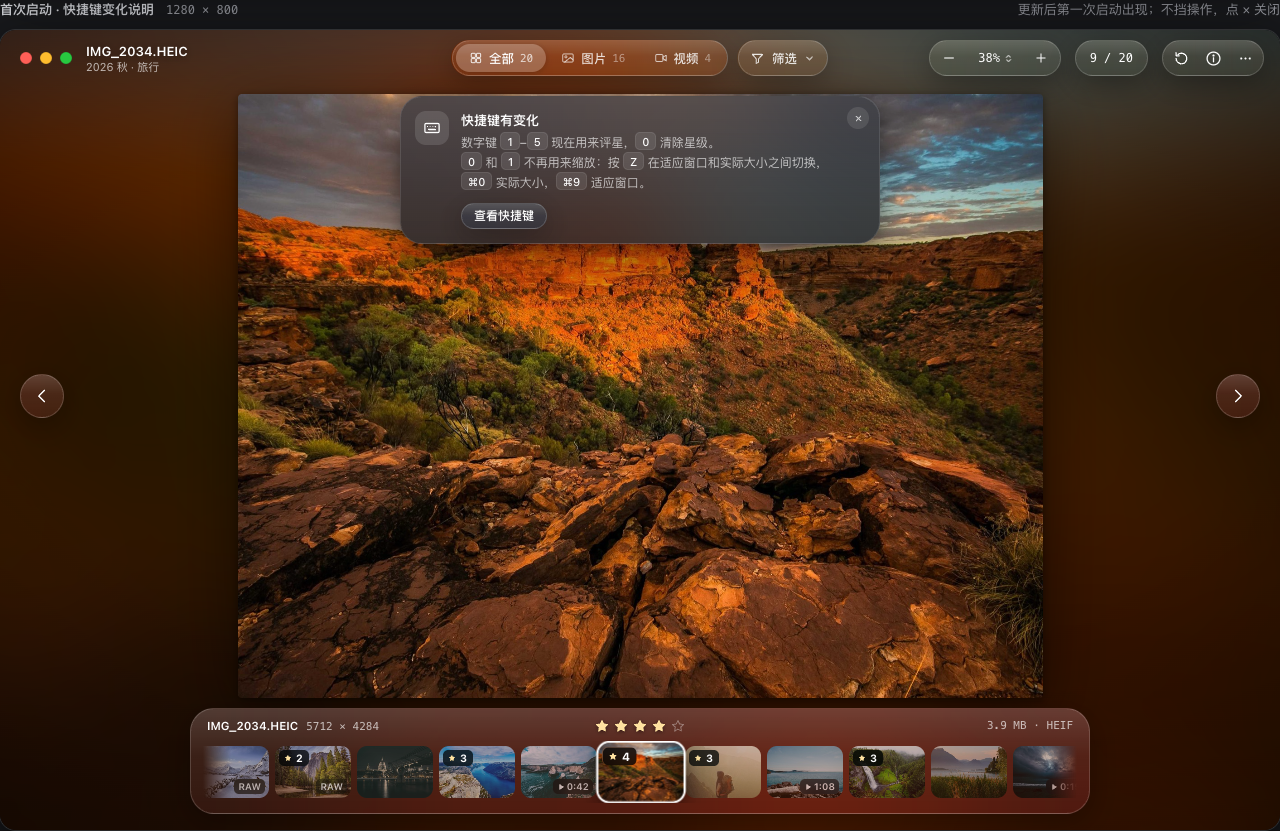 首次启动 · 快捷键变化说明 1280 × 800
更新后第一次启动出现；不挡操作，点 × 关闭
IMG_2034.HEIC
2026 秋 · 旅行
全部 20
图片 16
视频 4
筛选
38%
9 / 20
快捷键有变化
数字键 1 – 5 现在用来评星，0 清除星级。
0 和 1 不再用来缩放：按 Z 在适应窗口和实际大小之间切换，
⌘0 实际大小，⌘9 适应窗口。
查看快捷键
IMG_2034.HEIC 5712 × 4284
3.9 MB · HEIF
RAW
2
RAW
3
0:42
4
3
1:08
3